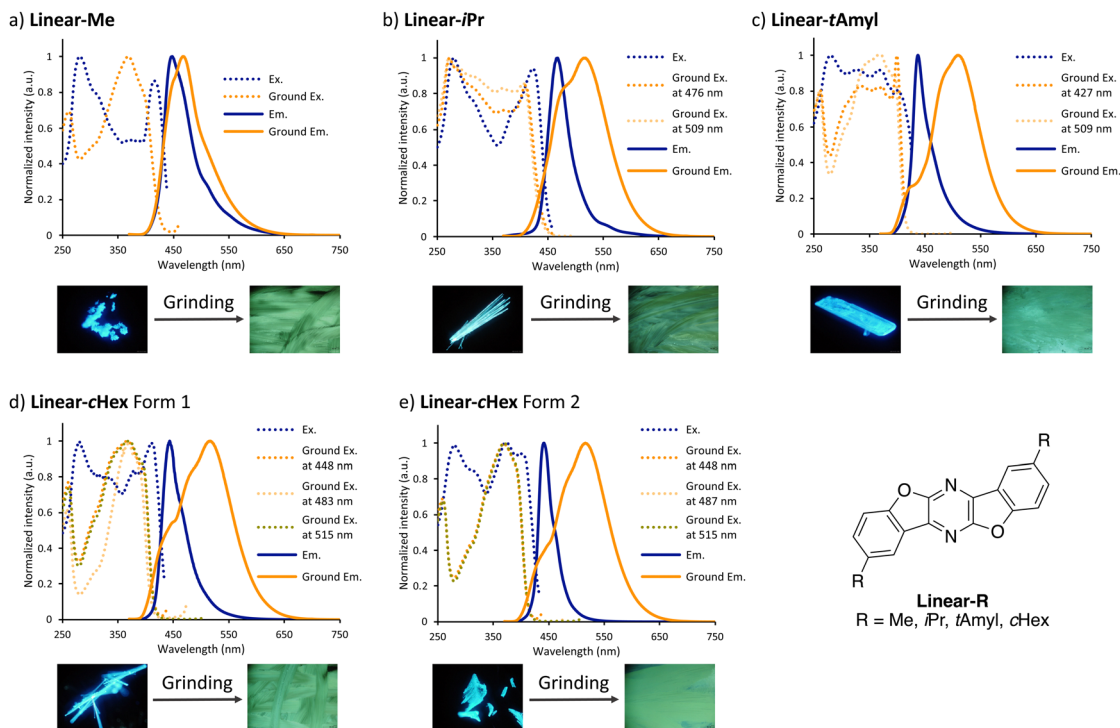 a) Linear-Me
Normalized intensity (a.u.)
1
0.8
0.6
0.4
0.2
0
250 350 450 550 650 750
Wavelength (nm)
Ex.
Ground Ex.
Em.
Ground Em.
Grinding
b) Linear-iPr
Normalized intensity (a.u.)
1
0.8
0.6
0.4
0.2
0
250 350 450 550 650 750
Wavelength (nm)
Ex.
Ground Ex.
at 476 nm
Ground Ex.
at 509 nm
Em.
Ground Em.
Grinding
c) Linear-tAmyl
Normalized intensity (a.u.)
1
0.8
0.6
0.4
0.2
0
250 350 450 550 650 750
Wavelength (nm)
Ex.
Ground Ex.
at 427 nm
Ground Ex.
at 509 nm
Em.
Ground Em.
Grinding
d) Linear-cHex Form 1
Normalized intensity (a.u.)
1
0.8
0.6
0.4
0.2
0
250 350 450 550 650 750
Wavelength (nm)
Ex.
Ground Ex.
at 448 nm
Ground Ex.
at 483 nm
Ground Ex.
at 515 nm
Em.
Ground Em.
Grinding
e) Linear-cHex Form 2
Normalized intensity (a.u.)
1
0.8
0.6
0.4
0.2
0
250 350 450 550 650 750
Wavelength (nm)
Ex.
Ground Ex.
at 448 nm
Ground Ex.
at 487 nm
Ground Ex.
at 515 nm
Em.
Ground Em.
Grinding
R
O N
N O
R
Linear-R
R = Me, iPr, tAmyl, cHex